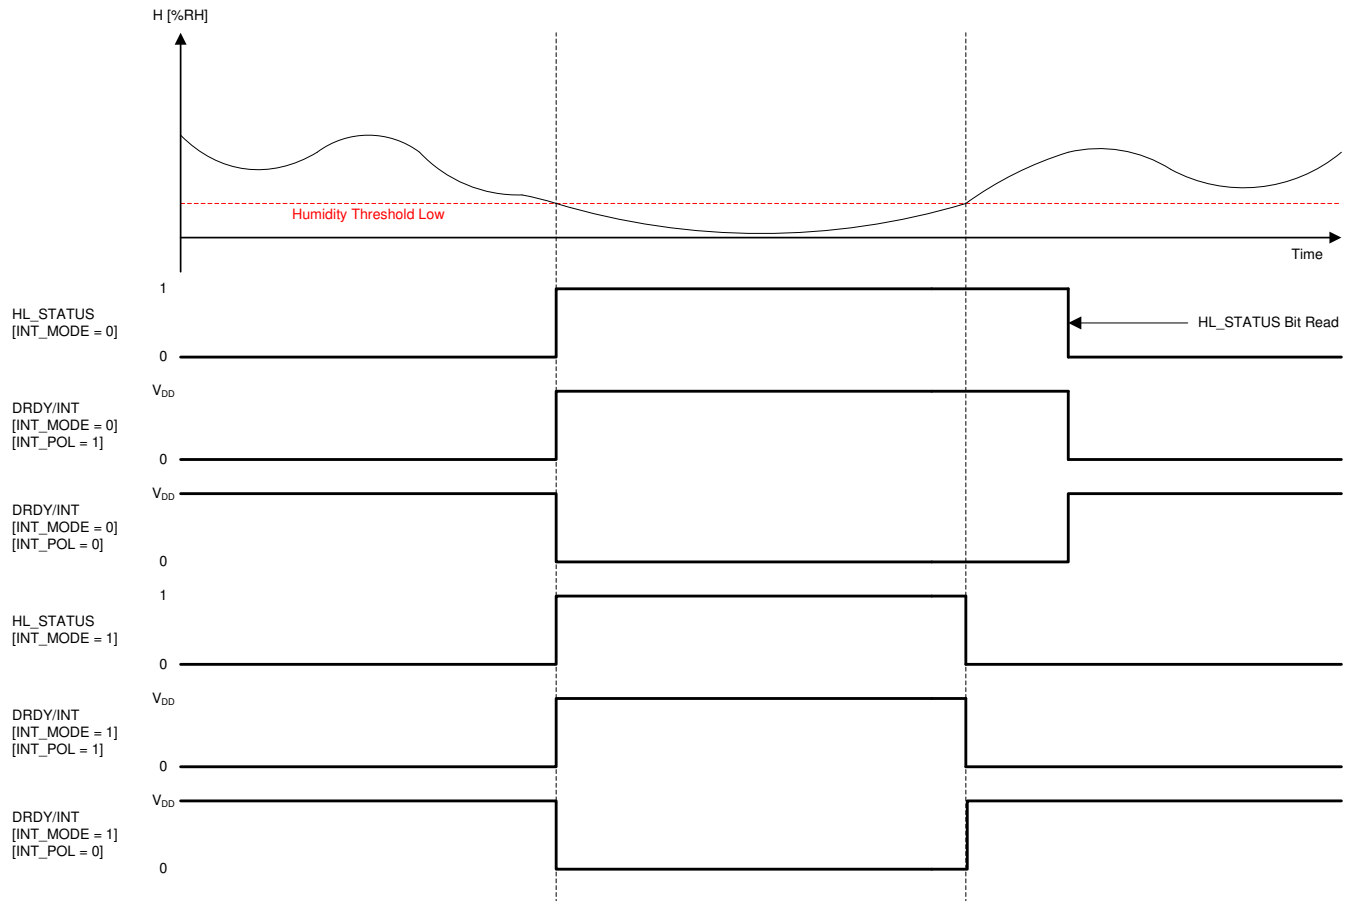 H [%RH]
Humidity Threshold Low
Time
1
HL_STATUS
[INT_MODE = 0]
HL_STATUS Bit Read
0
VDD
DRDY/INT
[INT_MODE = 0]
[INT_POL = 1]
0
VDD
DRDY/INT
[INT_MODE = 0]
[INT_POL = 0]
0
1
HL_STATUS
[INT_MODE = 1]
0
VDD
DRDY/INT
[INT_MODE = 1]
[INT_POL = 1]
0
VDD
DRDY/INT
[INT_MODE = 1]
[INT_POL = 0]
0